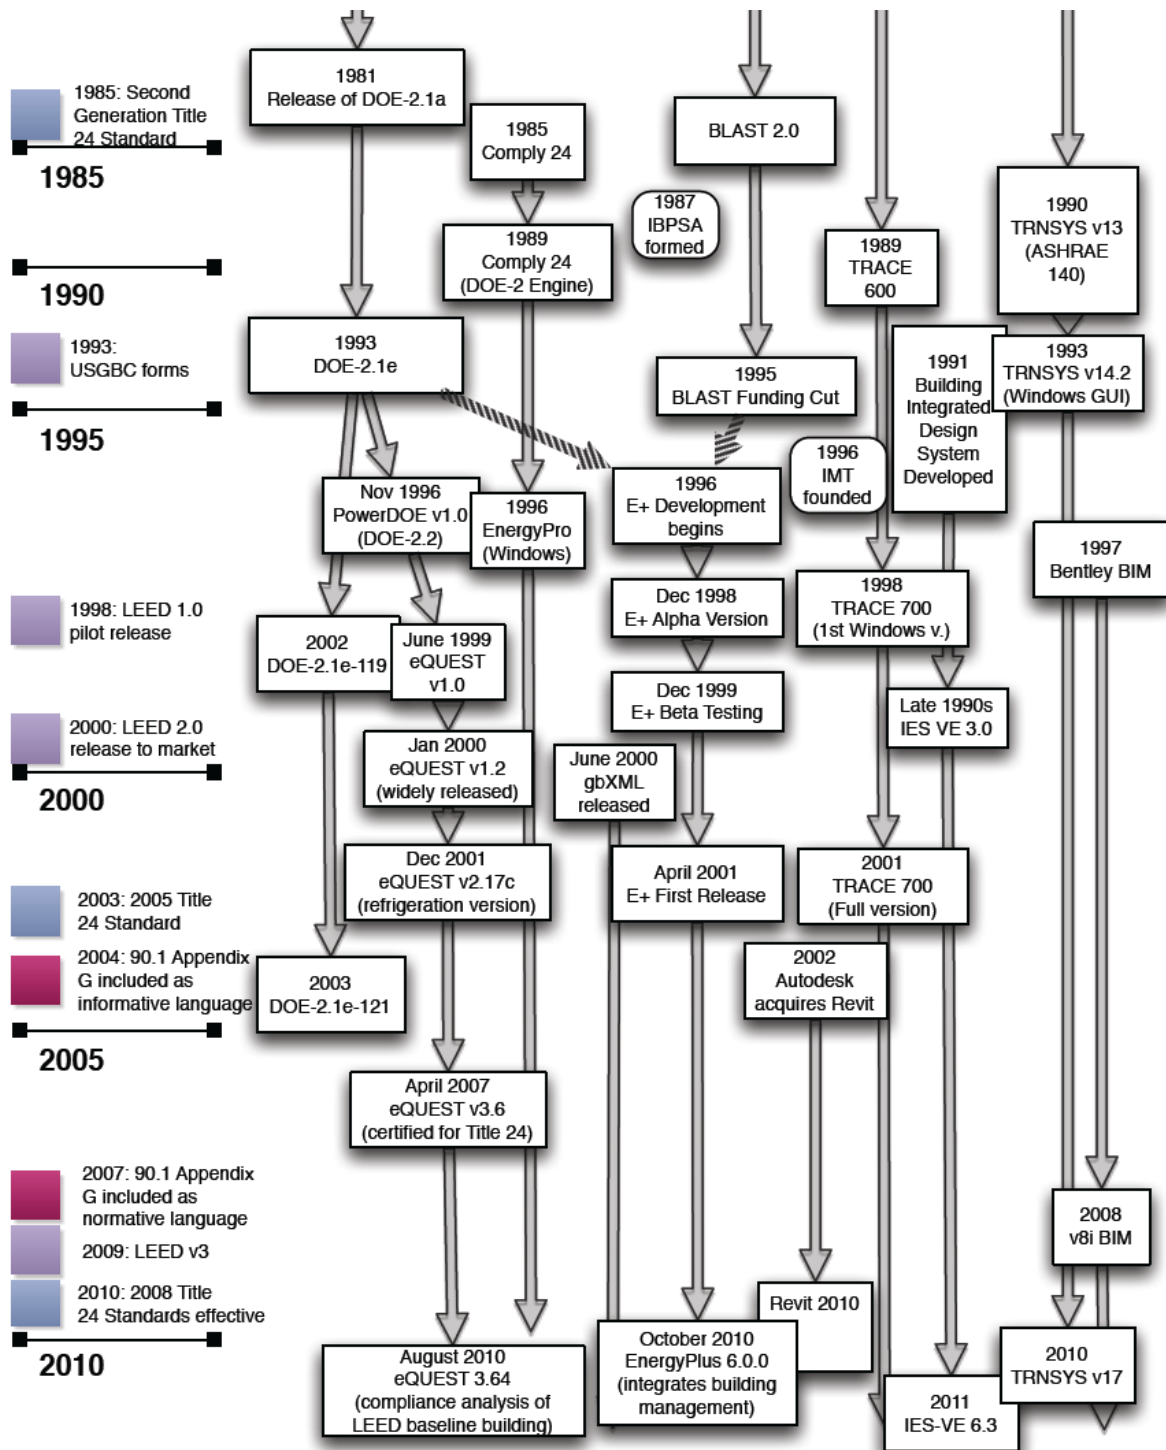 1985: Second
Generation Title
24 Standard
1985
1990
1993:
USGBC forms
1995
1998: LEED 1.0
pilot release
2000: LEED 2.0
release to market
2000
2003: 2005 Title
24 Standard
2004: 90.1 Appendix
G included as
informative language
2005
2007: 90.1 Appendix
G included as
normative language
2009: LEED v3
2010: 2008 Title
24 Standards effective
2010
1981
Release of DOE-2.1a
1993
DOE-2.1e
Nov 1996
PowerDOE v1.0
(DOE-2.2)
2002
DOE-2.1e-119
June 1999
eQUEST
v1.0
Jan 2000
eQUEST v1.2
(widely released)
Dec 2001
eQUEST v2.17c
(refrigeration version)
2003
DOE-2.1e-121
April 2007
eQUEST v3.6
(certified for Title 24)
August 2010
eQUEST 3.64
(compliance analysis of
LEED baseline building)
1985
Comply 24
1989
Comply 24
(DOE-2 Engine)
1996
EnergyPro
(Windows)
1987
IBPSA
formed
BLAST 2.0
1995
BLAST Funding Cut
1996
E+ Development
begins
Dec 1998
E+ Alpha Version
Dec 1999
E+ Beta Testing
June 2000
gbXML
released
April 2001
E+ First Release
October 2010
EnergyPlus 6.0.0
(integrates building
management)
1989
TRACE
600
1996
IMT
founded
1998
TRACE 700
(1st Windows v.)
2001
TRACE 700
(Full version)
2002
Autodesk
acquires Revit
Revit 2010
1991
Building
Integrated
Design
System
Developed
Late 1990s
IES VE 3.0
2011
IES-VE 6.3
1990
TRNSYS v13
(ASHRAE
140)
1993
TRNSYS v14.2
(Windows GUI)
1997
Bentley BIM
2008
v8i BIM
2010
TRNSYS v17